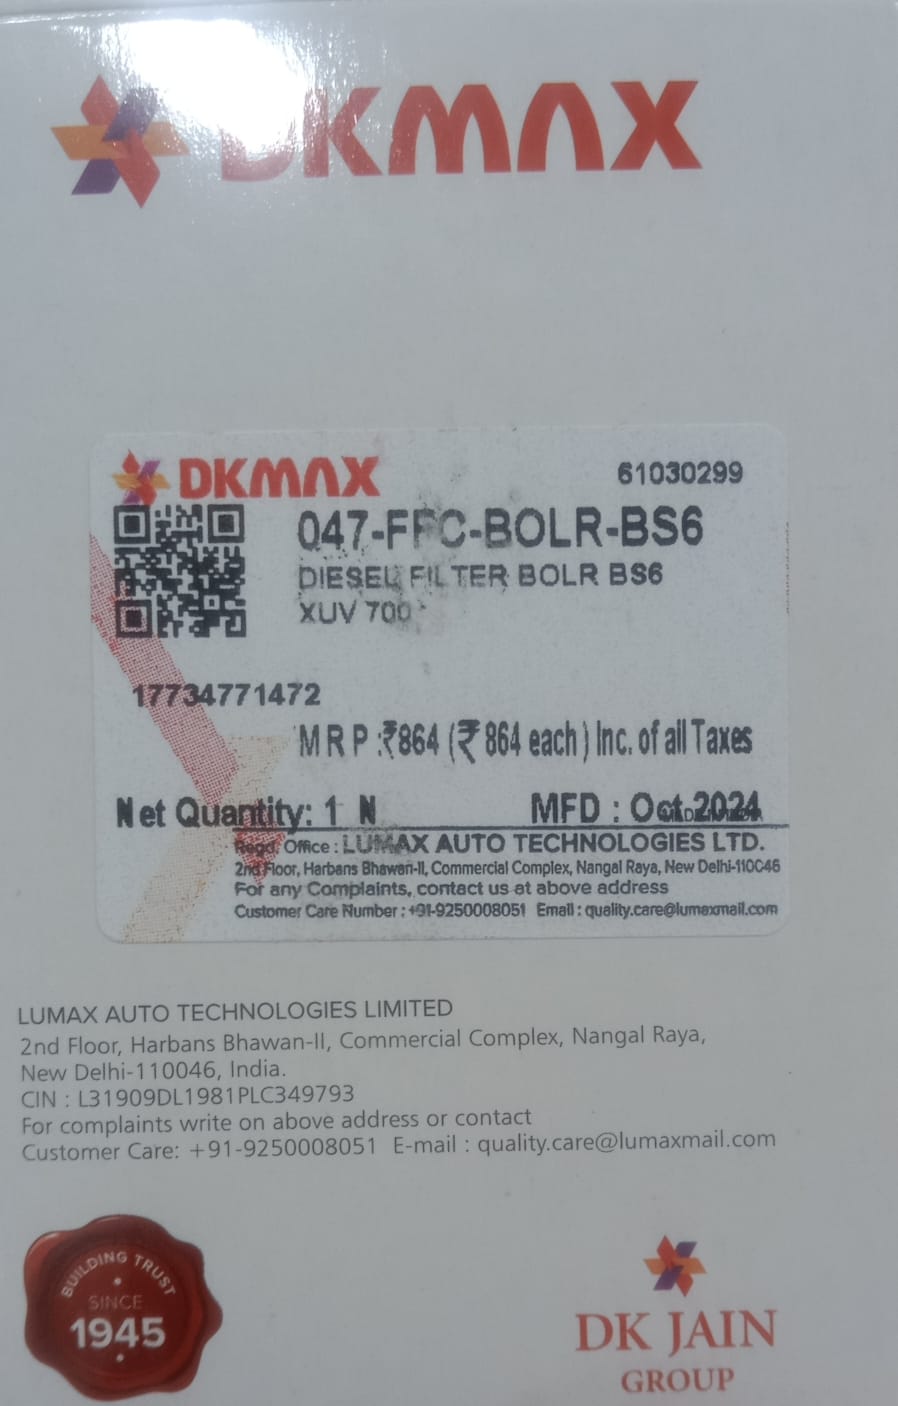 DKMAX
DKMAX
61030299
047-FFC-BOLR-BS6
DIESEL FILTER BOLR BS6
XUV 700
17734771472
MRP :₹864 (₹ 864 each) Inc. of all Taxes
Net Quantity: 1 N
MFD : Oct.2024
Regd. Office : LUMAX AUTO TECHNOLOGIES LTD.
2nd Floor, Harbans Bhawan-II, Commercial Complex, Nangal Raya, New Delhi-110046
For any Complaints, contact us at above address
Customer Care Number : +91-9250008051 Email : quality.care@lumaxmail.com
LUMAX AUTO TECHNOLOGIES LIMITED
2nd Floor, Harbans Bhawan-II, Commercial Complex, Nangal Raya,
New Delhi-110046, India.
CIN : L31909DL1981PLC349793
For complaints write on above address or contact
Customer Care: +91-9250008051 E-mail : quality.care@lumaxmail.com
BUILDING TRUST
SINCE
1945
DK JAIN
GROUP